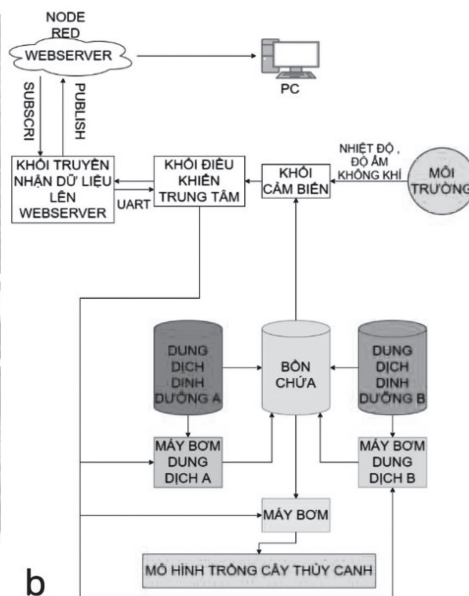 NODE
RED
WEBSERVER
PC
SUBSCRI
PUBLISH
KHỐI TRUYỀN
NHẬN DỮ LIỆU
LÊN
WEBSERVER
UART
KHỐI ĐIỀU
KHIỂN
TRUNG TÂM
KHỐI
CẢM BIẾN
NHIỆT ĐỘ ,
ĐỘ ẨM
KHÔNG KHÍ
MÔI
TRƯỜNG
DUNG
DỊCH
DINH
DƯỠNG A
BỒN
CHỨA
DUNG
DỊCH
DINH
DƯỠNG B
MÁY BƠM
DUNG
DỊCH A
MÁY BƠM
DUNG
DỊCH B
MÁY BƠM
MÔ HÌNH TRỒNG CÂY THỦY CANH
b